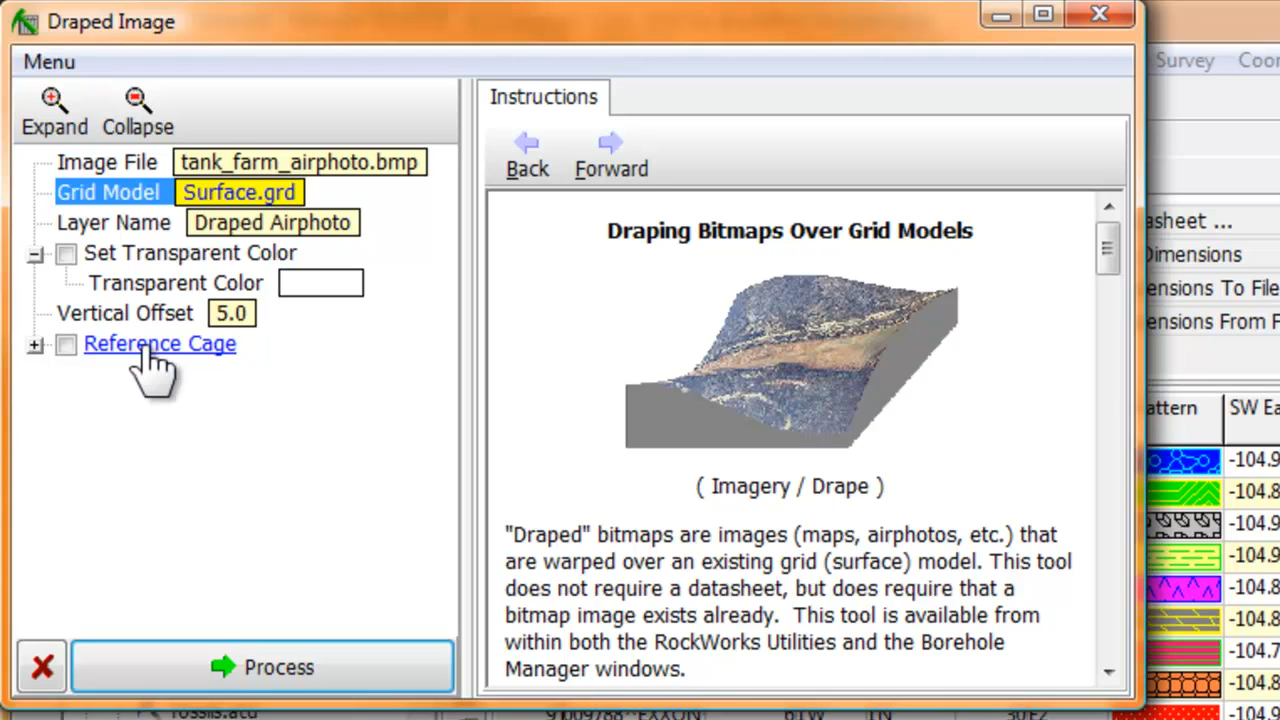 Draped Image
Menu
Survey Coor
Expand Collapse
Instructions
Back Forward
Image File tank_farm_airphoto.bmp
Grid Model Surface.grd
Layer Name Draped Airphoto
Set Transparent Color
Transparent Color
Vertical Offset 5.0
Reference Cage
Process
Draping Bitmaps Over Grid Models
( Imagery / Drape )
"Draped" bitmaps are images (maps, airphotos, etc.) that
are warped over an existing grid (surface) model. This tool
does not require a datasheet, but does require that a
bitmap image exists already. This tool is available from
within both the RockWorks Utilities and the Borehole
Manager windows.
asheet ...
Dimensions
ensions To File
ensions From F
attern SW Ea
-104.9
-104.8
-104.9
-104.9
-104.8
-104.8
-104.7
-104.8